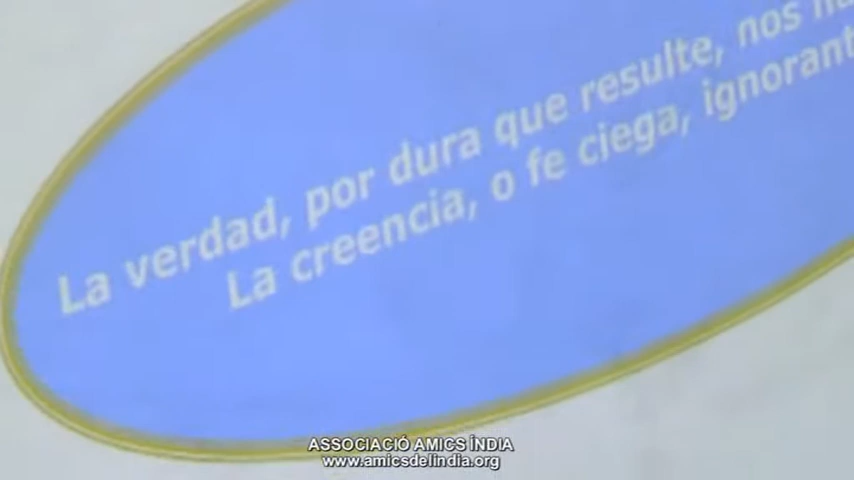 La verdad, por dura que resulte, nos
La creencia, o fe ciega,
ASSOCIACIÓ AMICS ÍNDIA
www.amicsdelindia.org